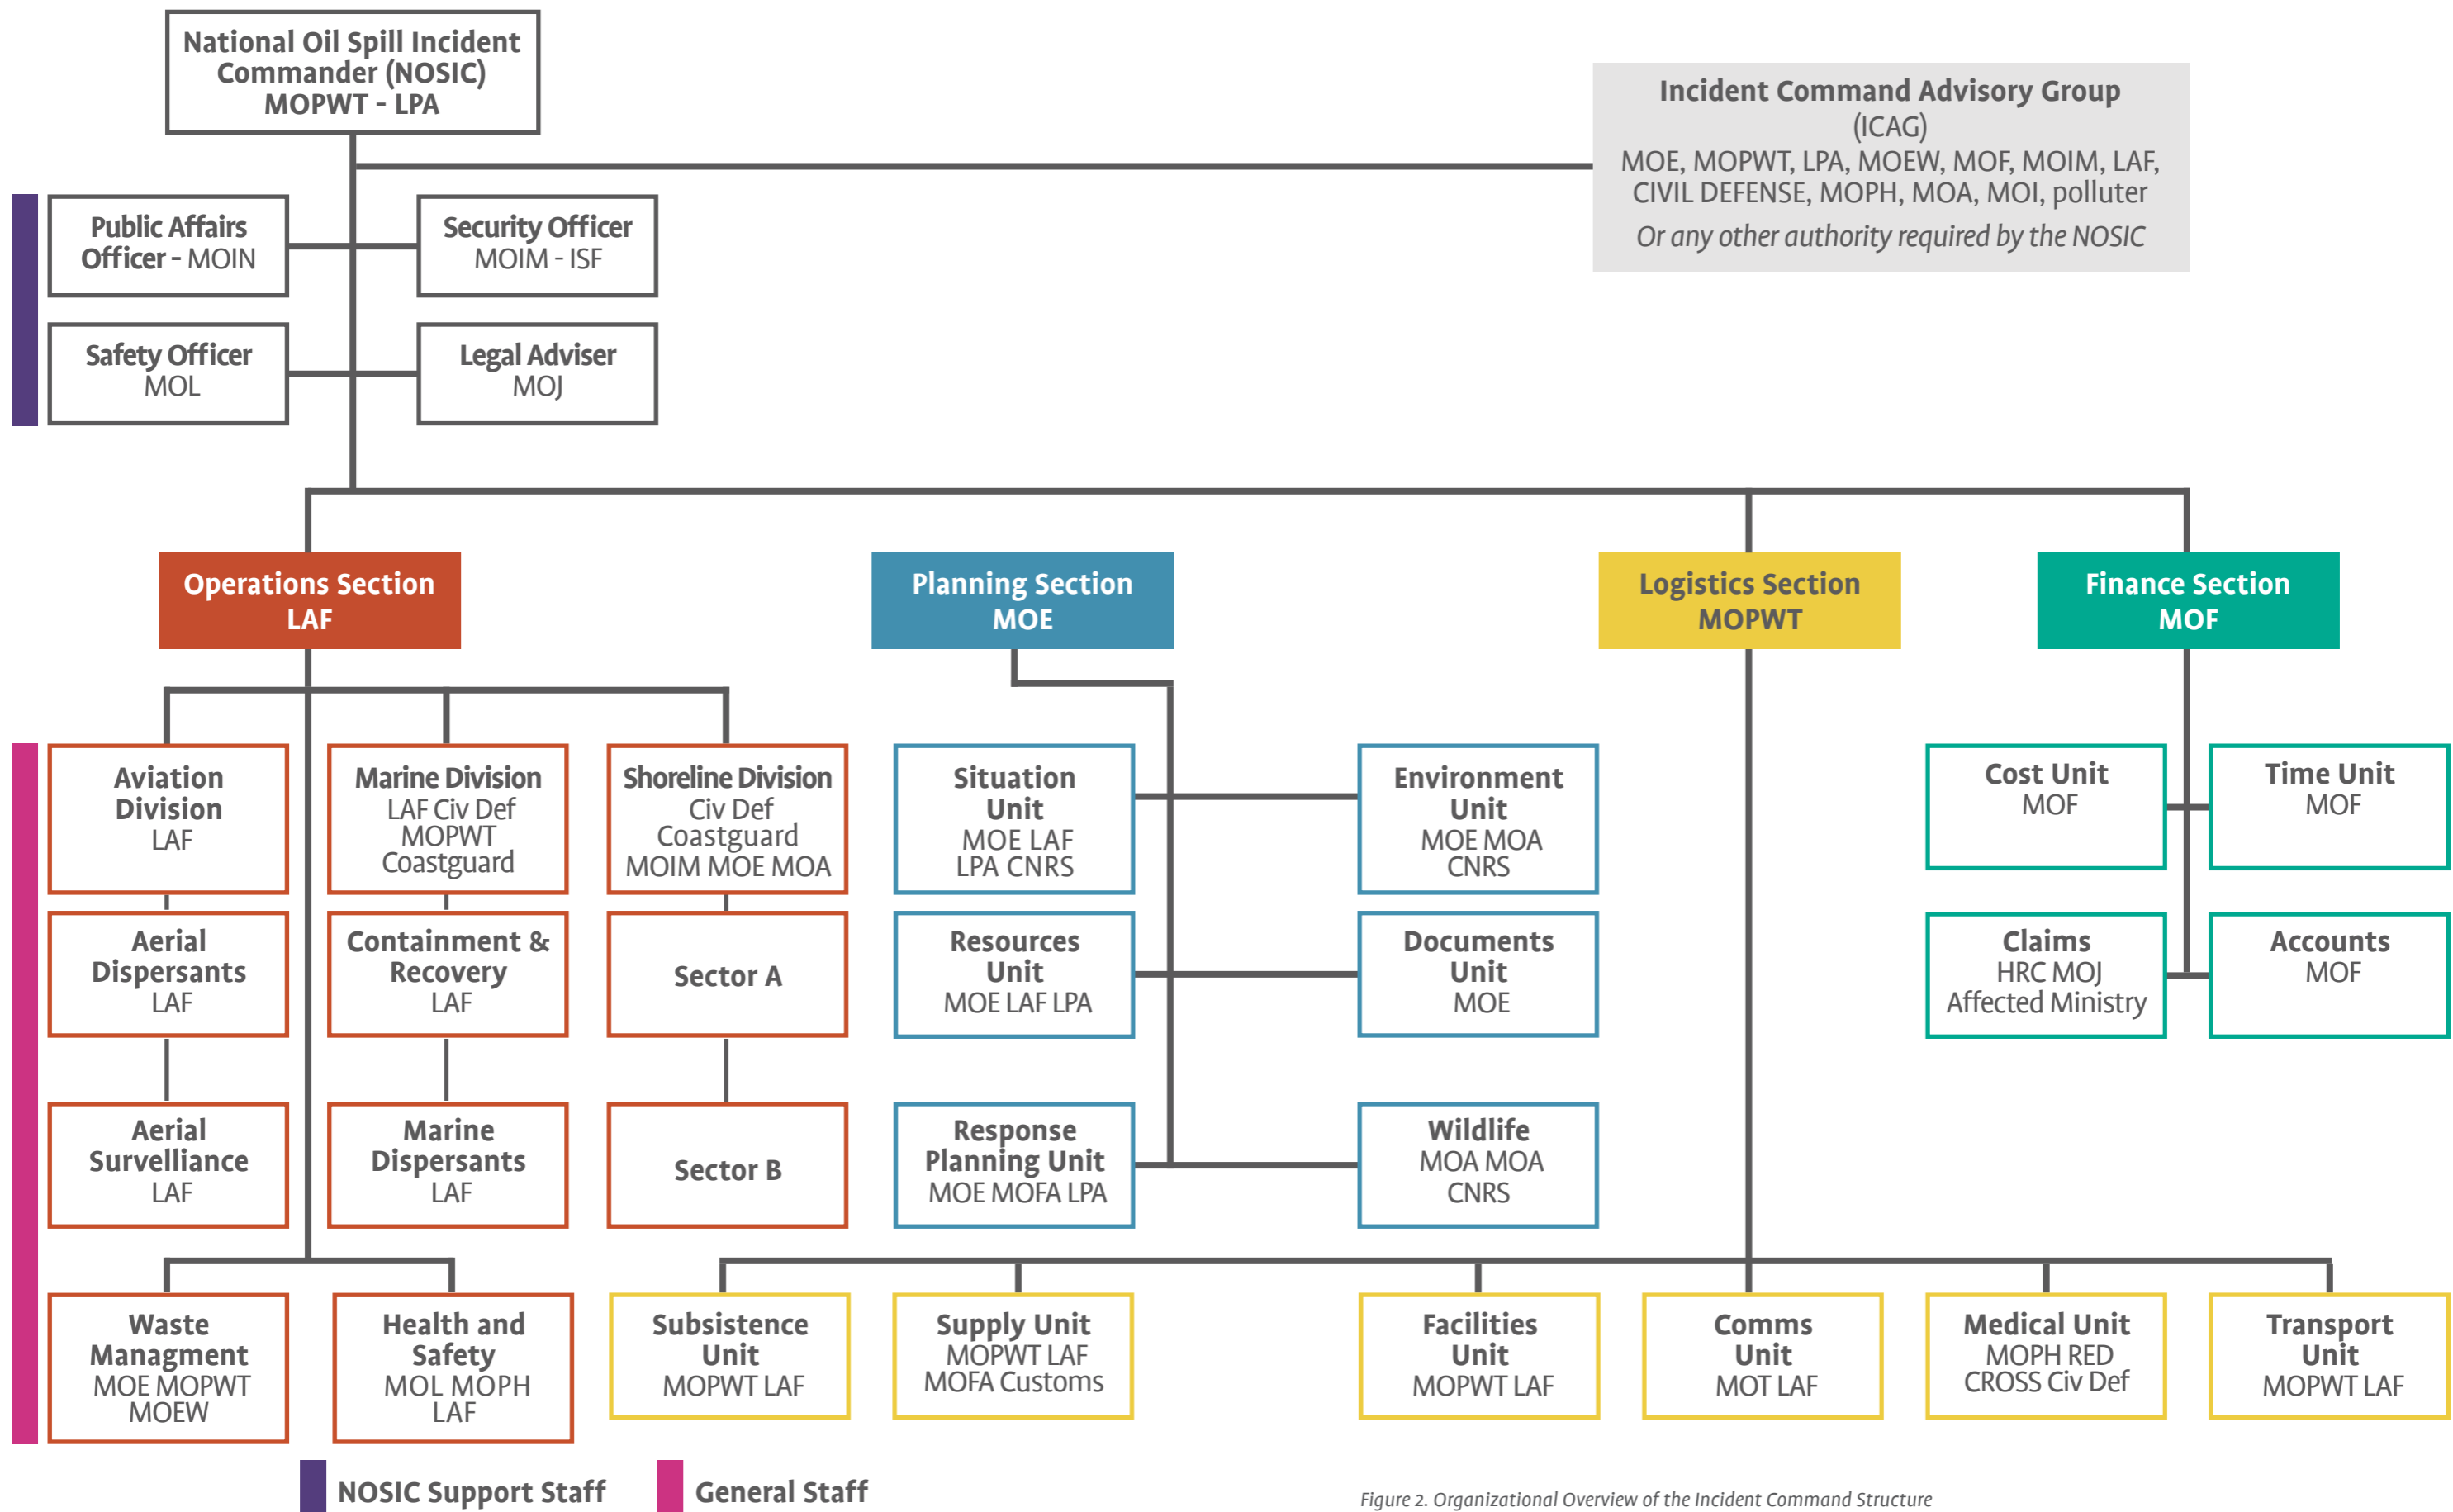 National Oil Spill Incident
Commander (NOSIC)
MOPWT - LPA
Incident Command Advisory Group
(ICAG)
MOE, MOPWT, LPA, MOEW, MOF, MOIM, LAF,
CIVIL DEFENSE, MOPH, MOA, MOI, polluter
Or any other authority required by the NOSIC
Public Affairs
Officer - MOIN
Security Officer
MOIM - ISF
Safety Officer
MOL
Legal Adviser
MOJ
Operations Section
LAF
Planning Section
MOE
Logistics Section
MOPWT
Finance Section
MOF
Aviation
Division
LAF
Marine Division
LAF Civ Def
MOPWT
Coastguard
Shoreline Division
Civ Def
Coastguard
MOIM MOE MOA
Situation
Unit
MOE LAF
LPA CNRS
Environment
Unit
MOE MOA
CNRS
Cost Unit
MOF
Time Unit
MOF
Aerial
Dispersants
LAF
Containment &
Recovery
LAF
Sector A
Resources
Unit
MOE LAF LPA
Documents
Unit
MOE
Claims
HRC MOJ
Affected Ministry
Accounts
MOF
Aerial
Survelliance
LAF
Marine
Dispersants
LAF
Sector B
Response
Planning Unit
MOE MOFA LPA
Wildlife
MOA MOA
CNRS
Waste
Managment
MOE MOPWT
MOEW
Health and
Safety
MOL MOPH
LAF
Subsistence
Unit
MOPWT LAF
Supply Unit
MOPWT LAF
MOFA Customs
Facilities
Unit
MOPWT LAF
Comms
Unit
MOT LAF
Medical Unit
MOPH RED
CROSS Civ Def
Transport
Unit
MOPWT LAF
NOSIC Support Staff
General Staff
Figure 2. Organizational Overview of the Incident Command Structure